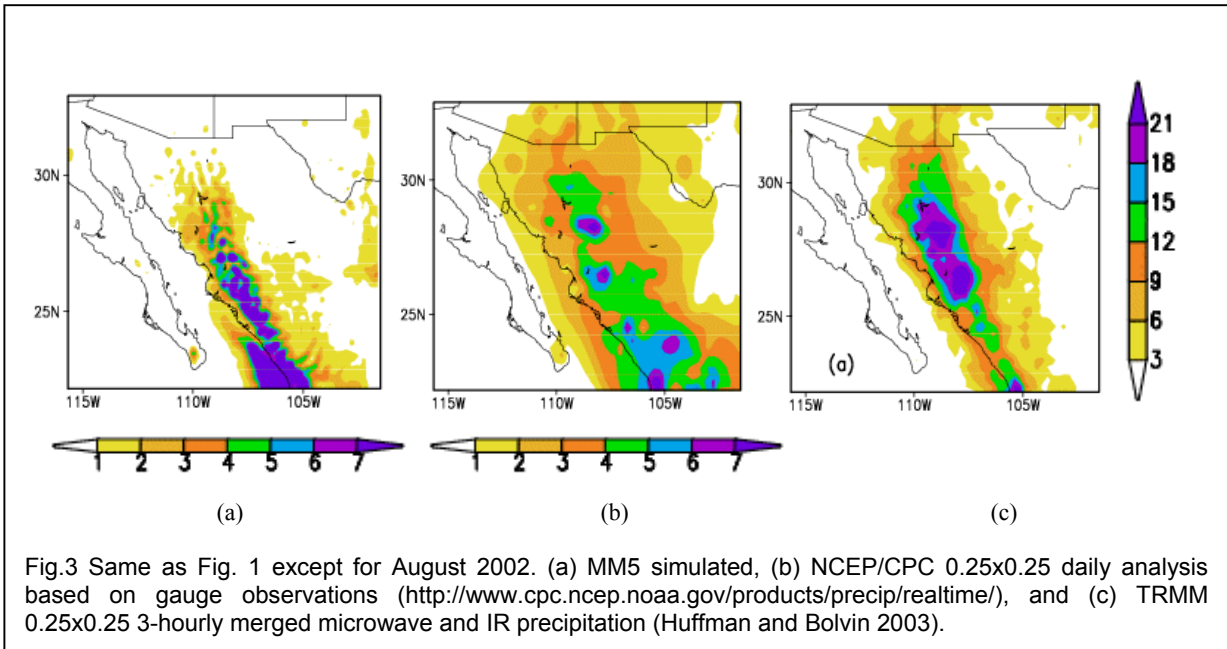 30N
25N
115W 110W 105W
1 2 3 4 5 6 7
(a)
30N
25N
115W 110W 105W
1 2 3 4 5 6 7
(b)
30N
25N
(a)
115W 110W 105W
21
18
15
12
9
6
3
(c)
Fig.3 Same as Fig. 1 except for August 2002. (a) MM5 simulated, (b) NCEP/CPC 0.25x0.25 daily analysis
based on gauge observations (http://www.cpc.ncep.noaa.gov/products/precip/realtime/), and (c) TRMM
0.25x0.25 3-hourly merged microwave and IR precipitation (Huffman and Bolvin 2003).